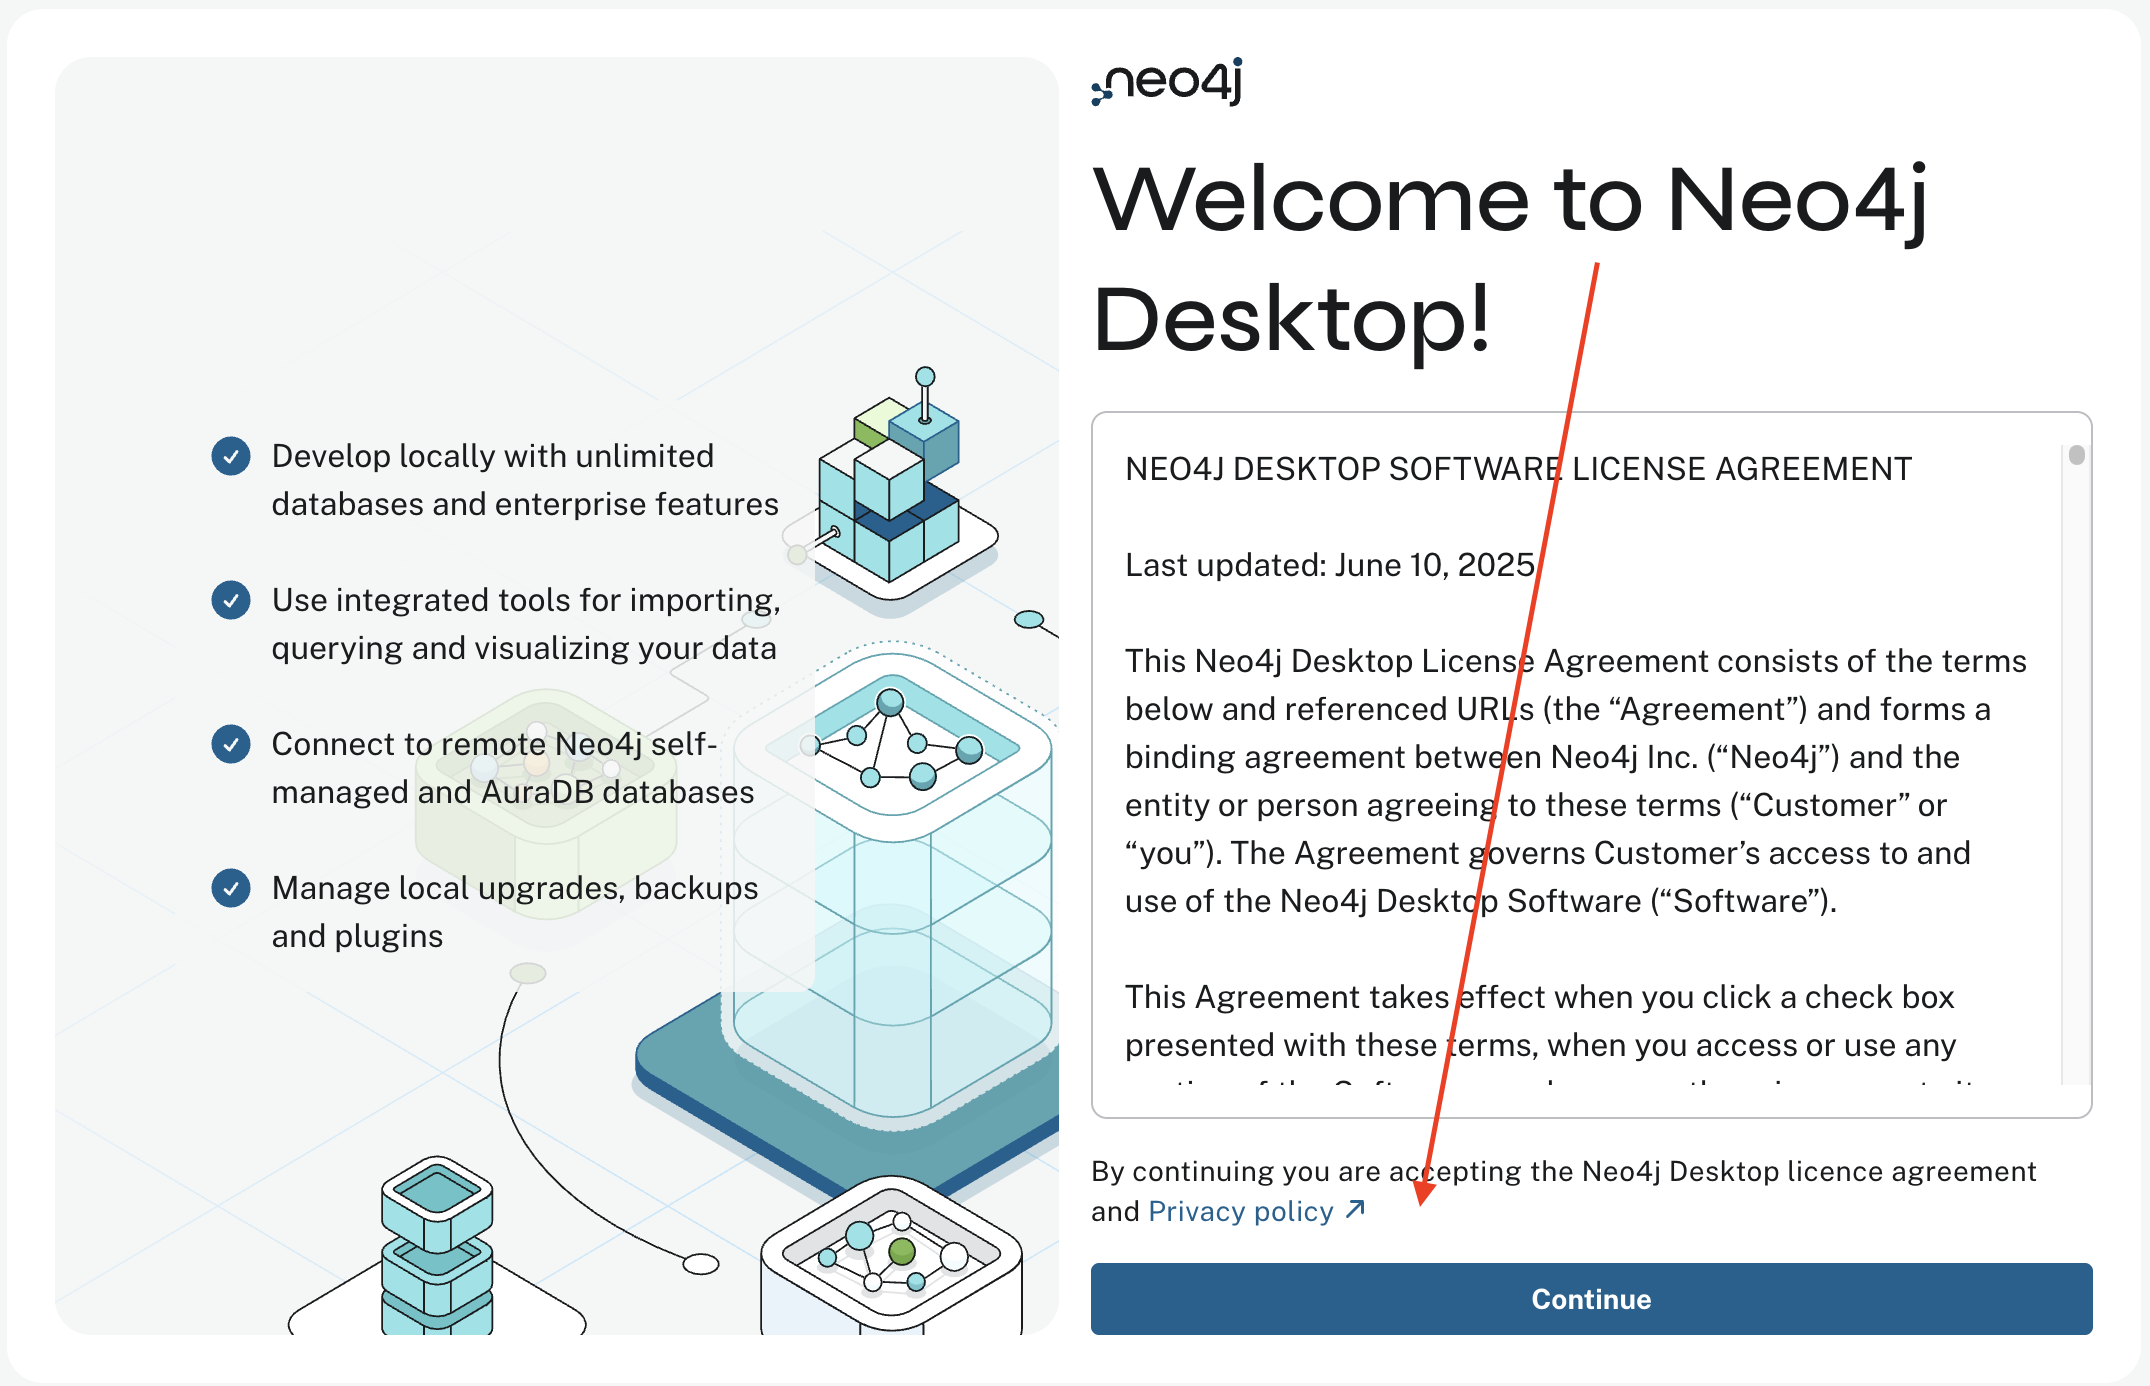 Develop locally with unlimited
databases and enterprise features
Use integrated tools for importing,
querying and visualizing your data
Connect to remote Neo4j self-
managed and AuraDB databases
Manage local upgrades, backups
and plugins
neo4j
Welcome to Neo4j
Desktop!
NEO4J DESKTOP SOFTWARE LICENSE AGREEMENT
Last updated: June 10, 2025
This Neo4j Desktop License Agreement consists of the terms
below and referenced URLs (the “Agreement”) and forms a
binding agreement between Neo4j Inc. (“Neo4j”) and the
entity or person agreeing to these terms (“Customer” or
“you”). The Agreement governs Customer’s access to and
use of the Neo4j Desktop Software (“Software”).
This Agreement takes effect when you click a check box
presented with these terms, when you access or use any
By continuing you are accepting the Neo4j Desktop licence agreement
and Privacy policy
Continue